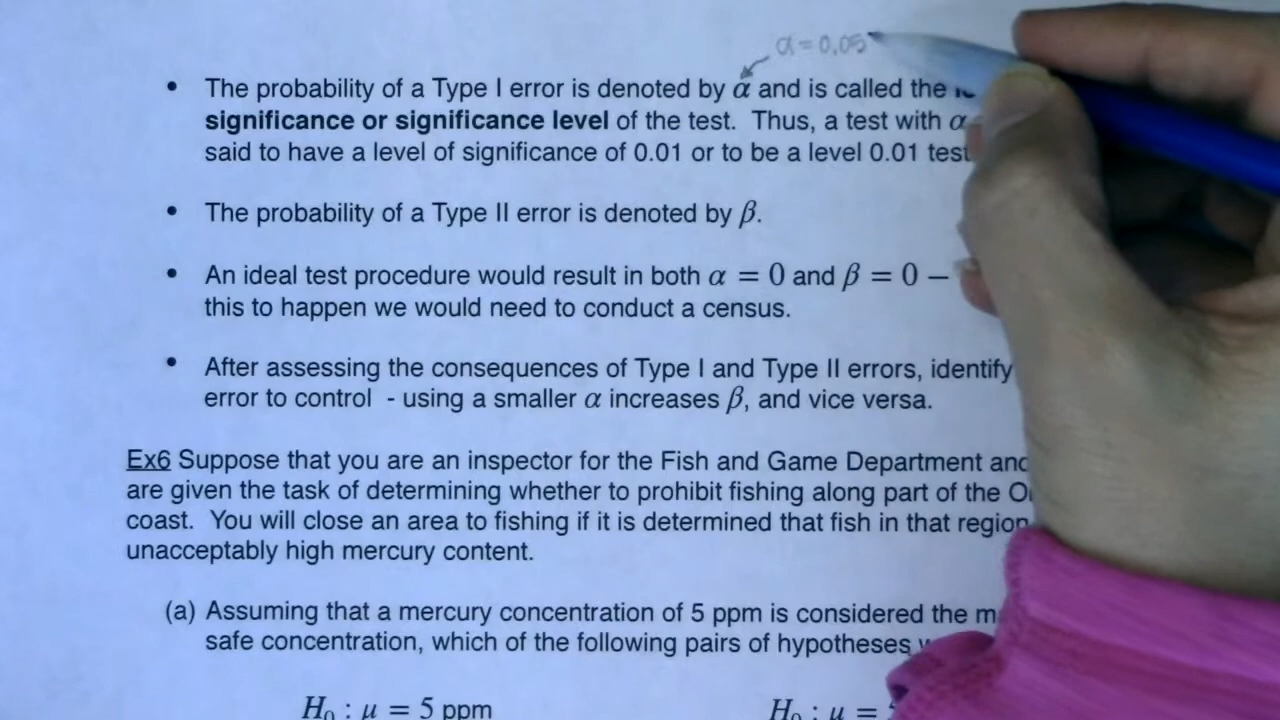 α = 0.05
• The probability of a Type I error is denoted by α and is called the
significance or significance level of the test. Thus, a test with α
said to have a level of significance of 0.01 or to be a level 0.01 test
• The probability of a Type II error is denoted by β.
• An ideal test procedure would result in both α = 0 and β = 0 –
this to happen we would need to conduct a census.
• After assessing the consequences of Type I and Type II errors, identify
error to control - using a smaller α increases β, and vice versa.
Ex6 Suppose that you are an inspector for the Fish and Game Department and
are given the task of determining whether to prohibit fishing along part of the
coast. You will close an area to fishing if it is determined that fish in that region
unacceptably high mercury content.
(a) Assuming that a mercury concentration of 5 ppm is considered the
safe concentration, which of the following pairs of hypotheses
H₀ : μ = 5 ppm H₀ : μ =